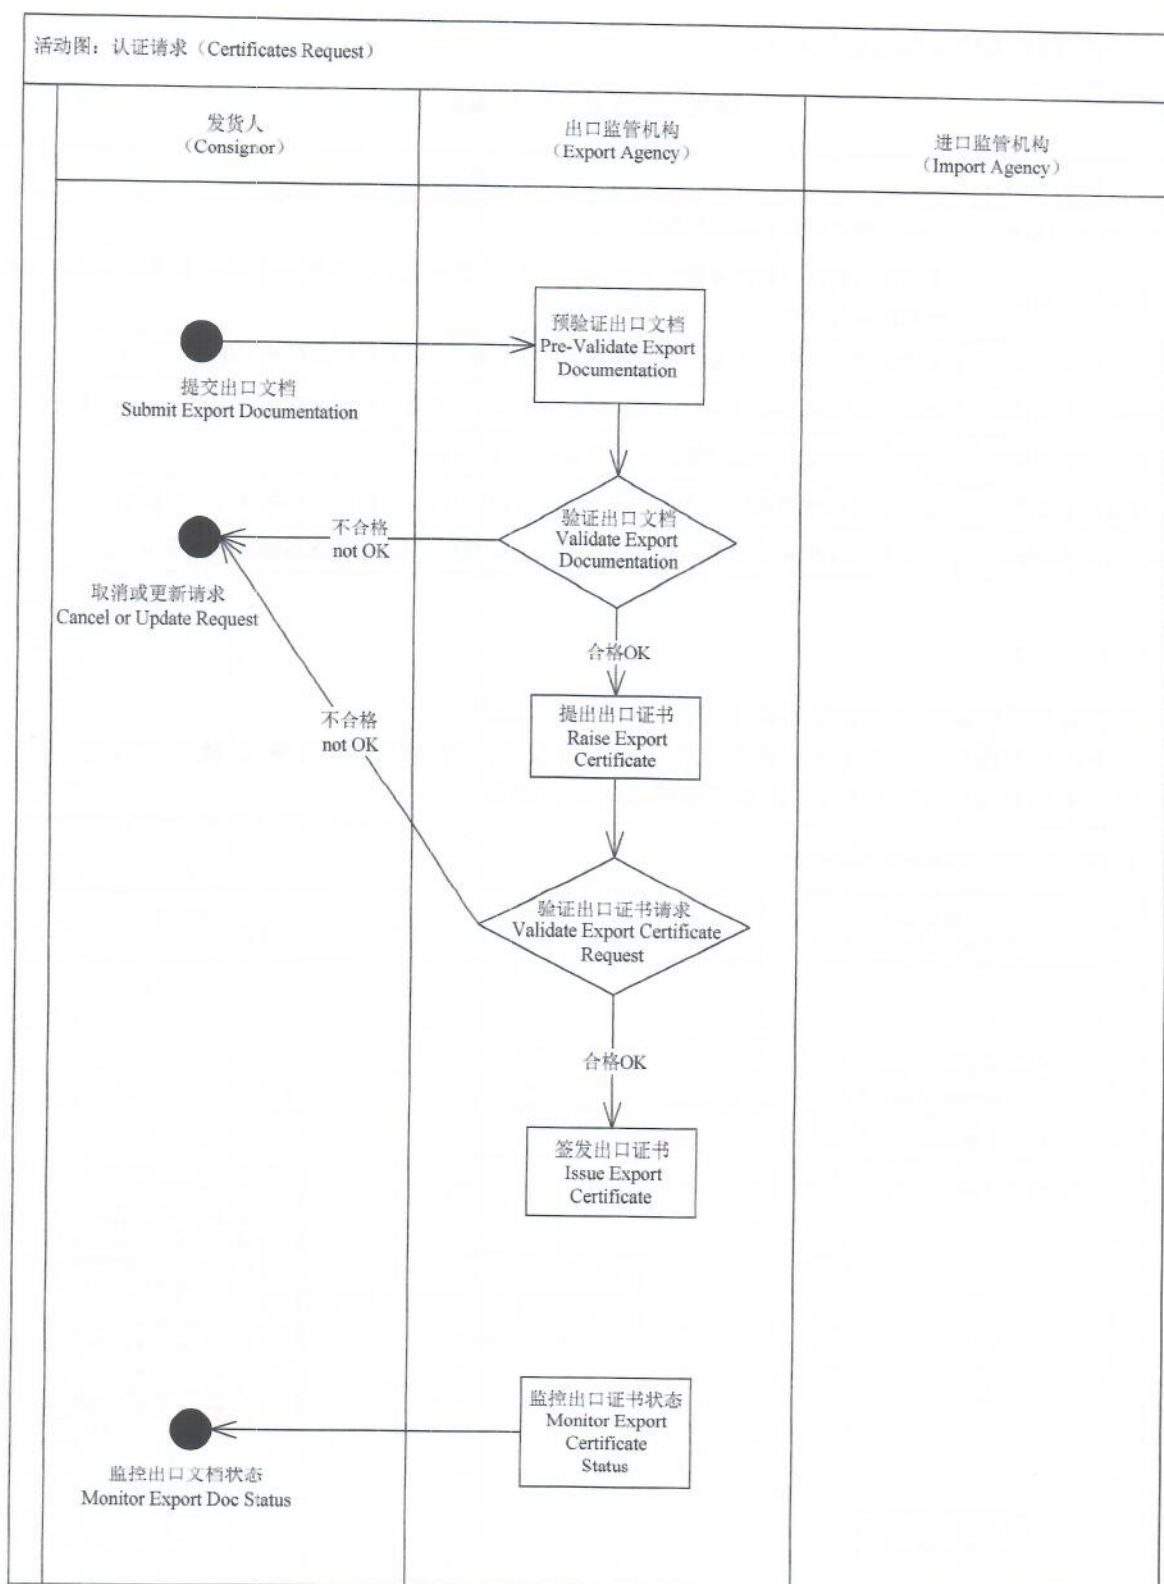 活动图：认证请求（Certificates Request）
发货人
（Consignor）
出口监管机构
（Export Agency）
进口监管机构
（Import Agency）
预验证出口文档
Pre-Validate Export
Documentation
提交出口文档
Submit Export Documentation
验证出口文档
Validate Export
Documentation
不合格
not OK
取消或更新请求
Cancel or Update Request
合格OK
提出出口证书
Raise Export
Certificate
不合格
not OK
验证出口证书请求
Validate Export Certificate
Request
合格OK
签发出口证书
Issue Export
Certificate
监控出口证书状态
Monitor Export
Certificate
Status
监控出口文档状态
Monitor Export Doc Status